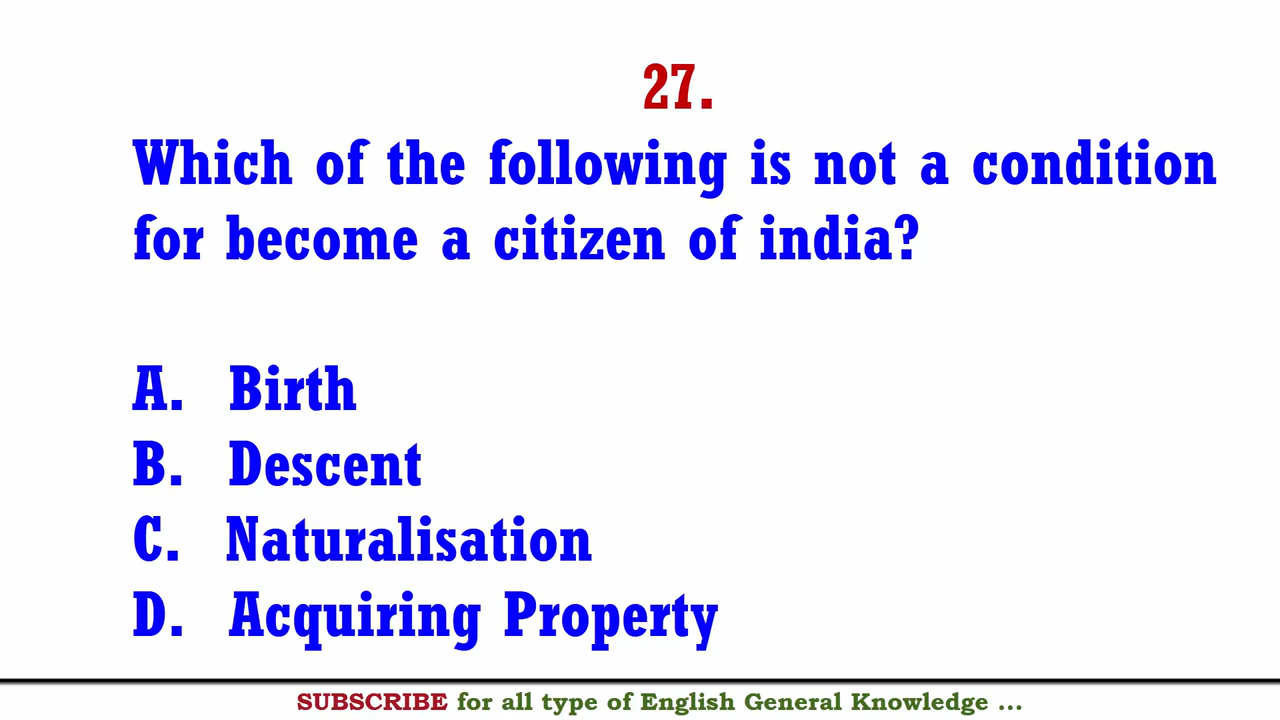 27.
Which of the following is not a condition
for become a citizen of india?
A. Birth
B. Descent
C. Naturalisation
D. Acquiring Property
SUBSCRIBE for all type of English General Knowledge ...